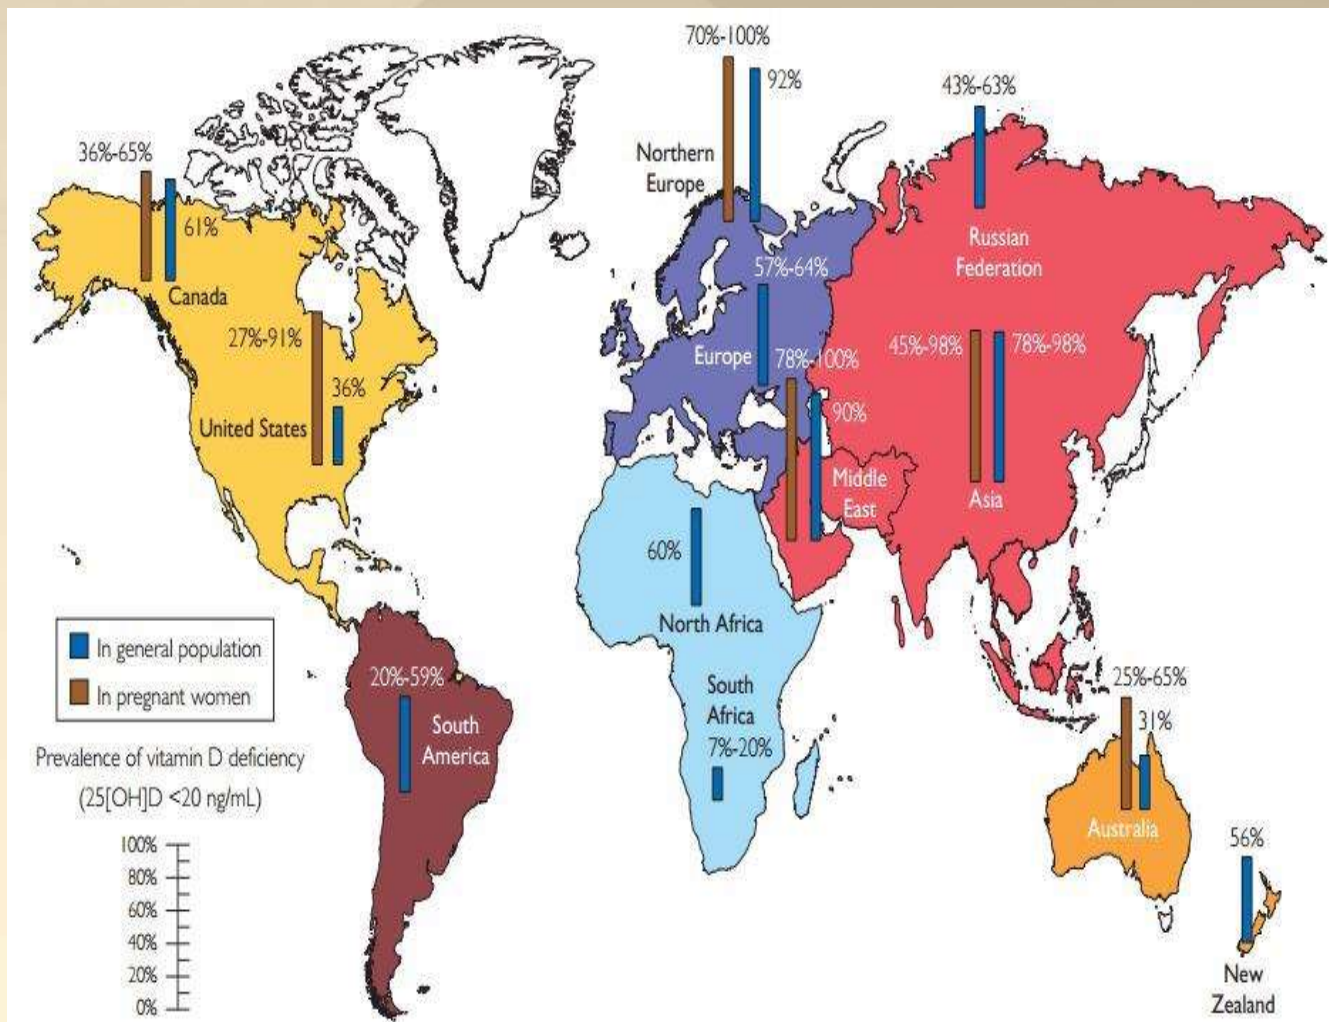 70%-100%
92%
43%-63%
Northern
Europe
36%-65%
61%
Canada
Russian
Federation
57%-64%
27%-91%
36%
United States
Europe
78%-100%
90%
45%-98%
78%-98%
Middle
East
Asia
60%
North Africa
In general population
In pregnant women
20%-59%
South
America
South
Africa
7%-20%
25%-65%
31%
Australia
Prevalence of vitamin D deficiency
(25[OH]D <20 ng/mL)
100%
80%
60%
40%
20%
0%
56%
New
Zealand